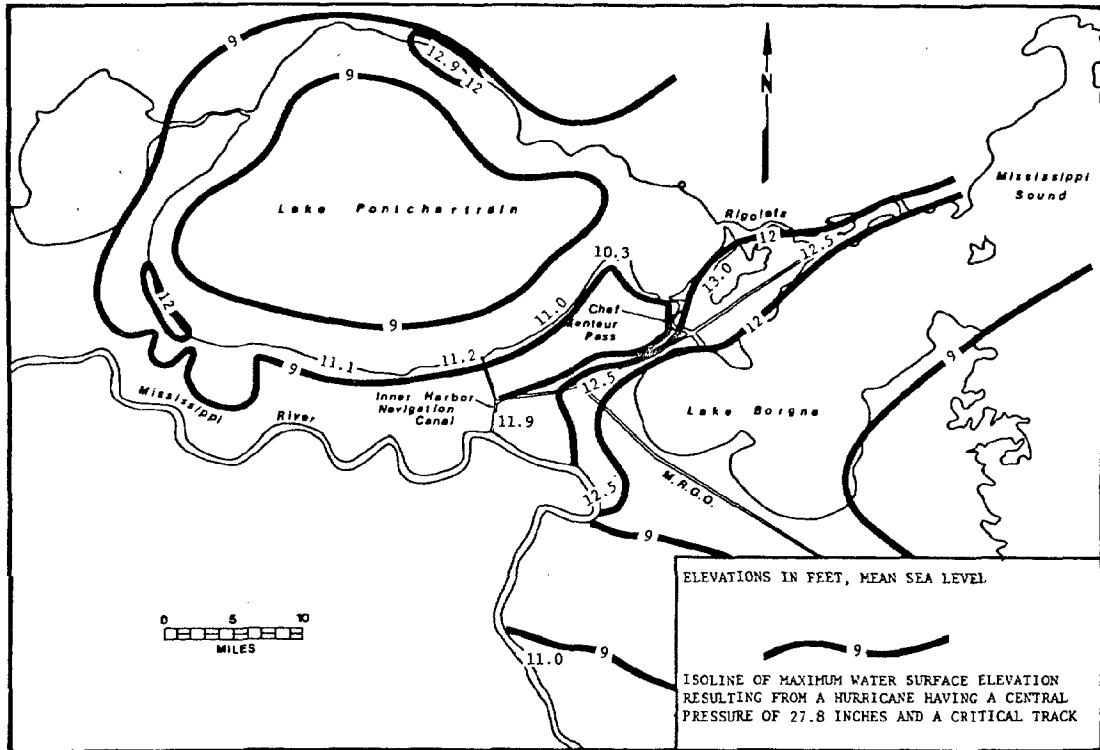 9
12.9
12
9
N
Mississippi
Sound
Lake Pontchartrain
Rigolets
12
12.5
10.3
13.0
12
11.0
Chef
Menteur
Pass
12
9
9
11.1
11.2
9
12.5
Inner Harbor
Navigation
Canal
Lake Borgne
Mississippi
River
11.9
M.R.G.O.
12.5
9
ELEVATIONS IN FEET, MEAN SEA LEVEL
0 5 10
MILES
9
11.0
9
ISOLINE OF MAXIMUM WATER SURFACE ELEVATION
RESULTING FROM A HURRICANE HAVING A CENTRAL
PRESSURE OF 27.8 INCHES AND A CRITICAL TRACK